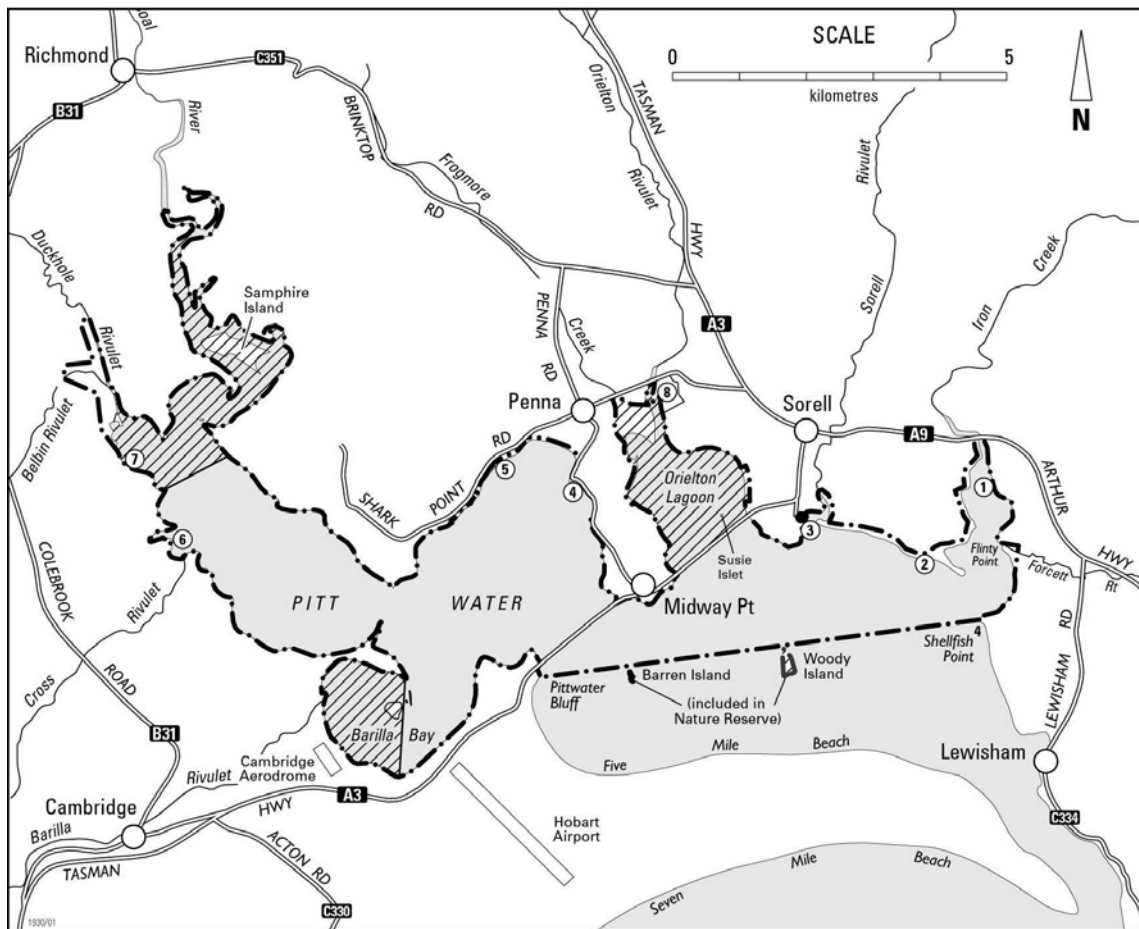 Richmond
Coal
River
C351
B31
BRINKTOP
RD
Frogmore
Creek
Orielton
Rivulet
TASMAN
HWY
SCALE
0 5
kilometres
N
Sorell
Rivulet
Iron
Creek
Duckhole
Rivulet
Samphire
Island
PENNA
RD
A3
Belbin Rivulet
Penna
8
Sorell
A9
7
SHARK
POINT
RD
5
4
Orielton
Lagoon
1
ARTHUR
HWY
6
3
2
Flinty
Point
Susie
Islet
Forcett
Rt
COLEBROOK
ROAD
B31
Cross
Rivulet
PITT WATER
Midway Pt
Shellfish
Point
4
LEWISHAM RD
Barren Island
Woody
Island
Pittwater
Bluff
(included in
Nature Reserve)
Barilla Bay
Five Mile Beach
Lewisham
Cambridge
Aerodrome
Cambridge
Barilla
Rivulet
TASMAN
HWY
A3
Hobart
Airport
C334
ACTON RD
C330
Seven Mile Beach
1930/01